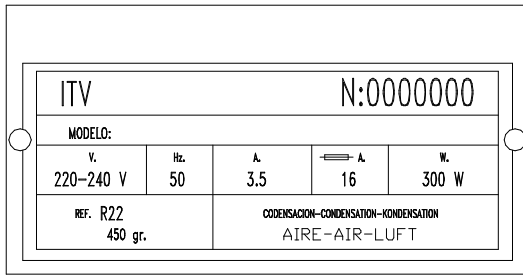 ITV N:0000000
MODELO:
V. Hz. A. A. W.
220-240 V 50 3.5 16 300 W
REF. R22 CODENSACION-CONDENSATION-KONDENSATION
450 gr. AIRE-AIR-LUFT